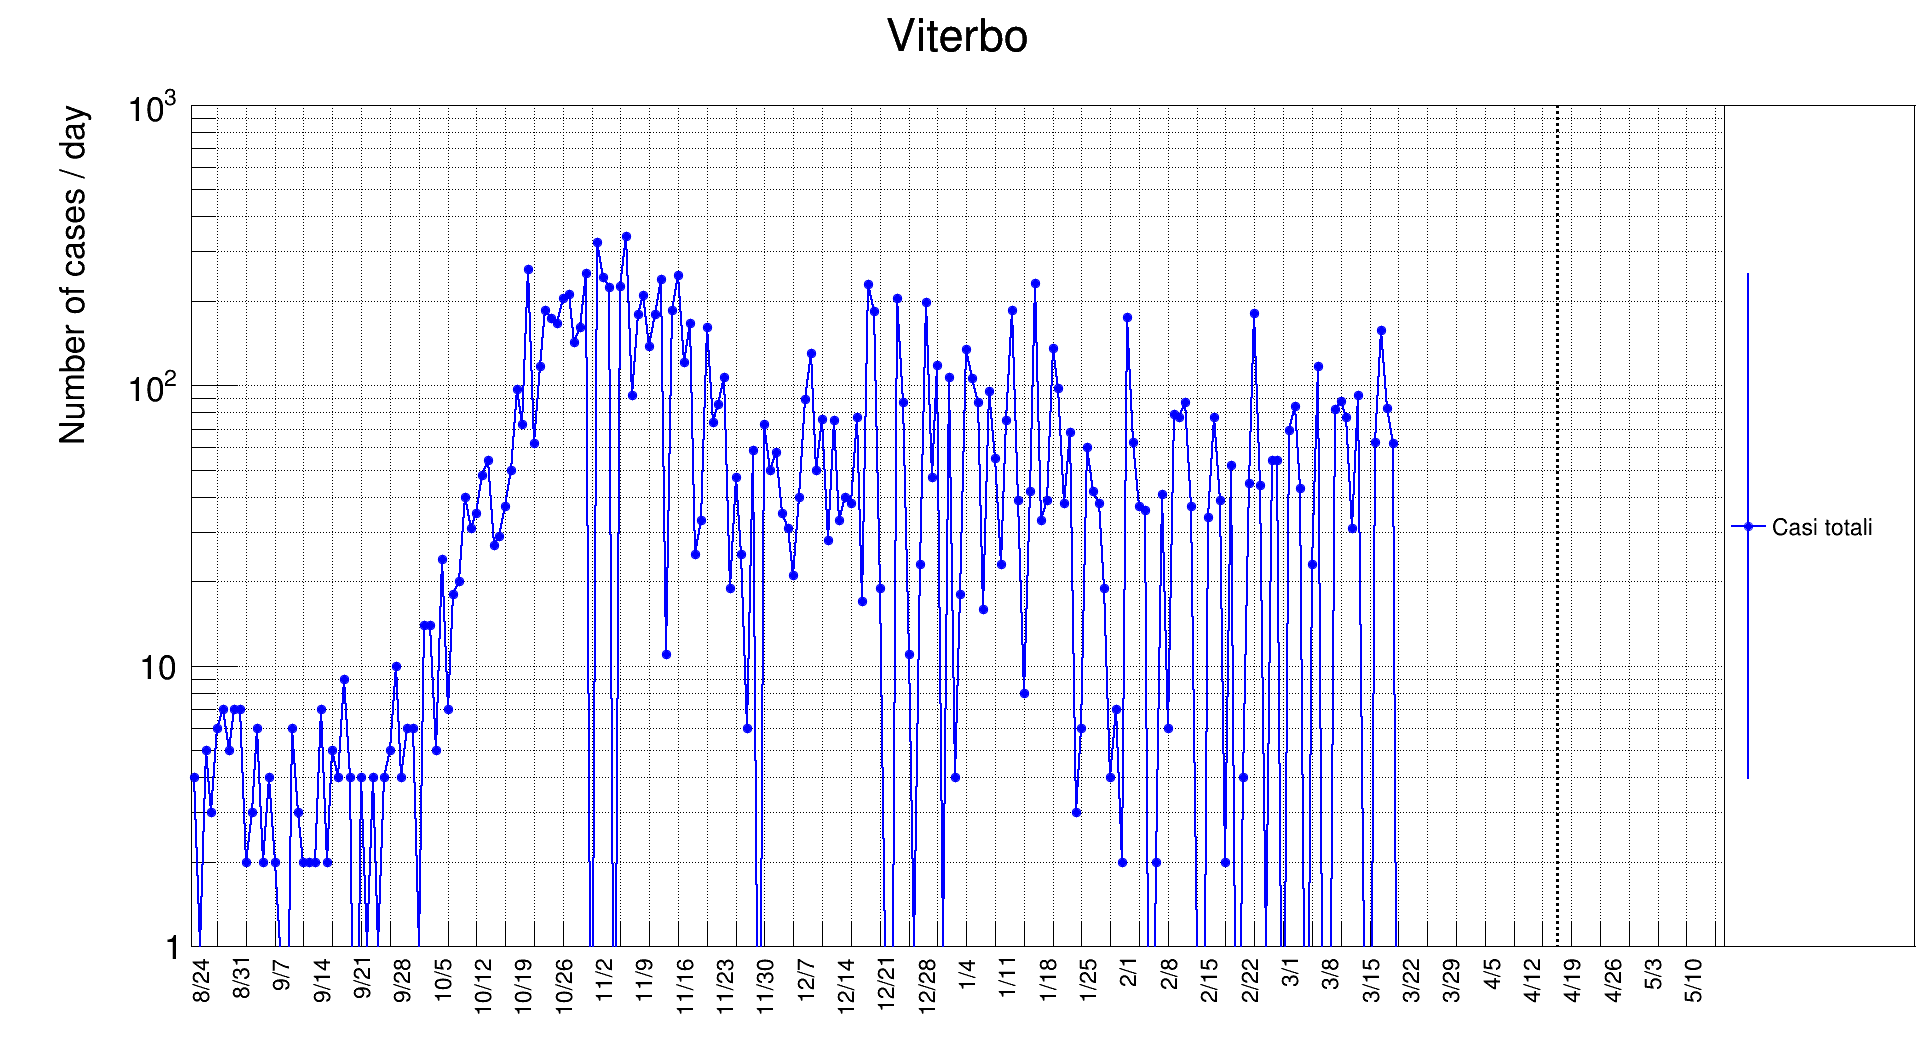 Viterbo
Number of cases / day
10³
10²
10
1
8/24 8/31 9/7 9/14 9/21 9/28 10/5 10/12 10/19 10/26 11/2 11/9 11/16 11/23 11/30 12/7 12/14 12/21 12/28 1/4 1/11 1/18 1/25 2/1 2/8 2/15 2/22 3/1 3/8 3/15 3/22 3/29 4/5 4/12 4/19 4/26 5/3 5/10
Casi totali